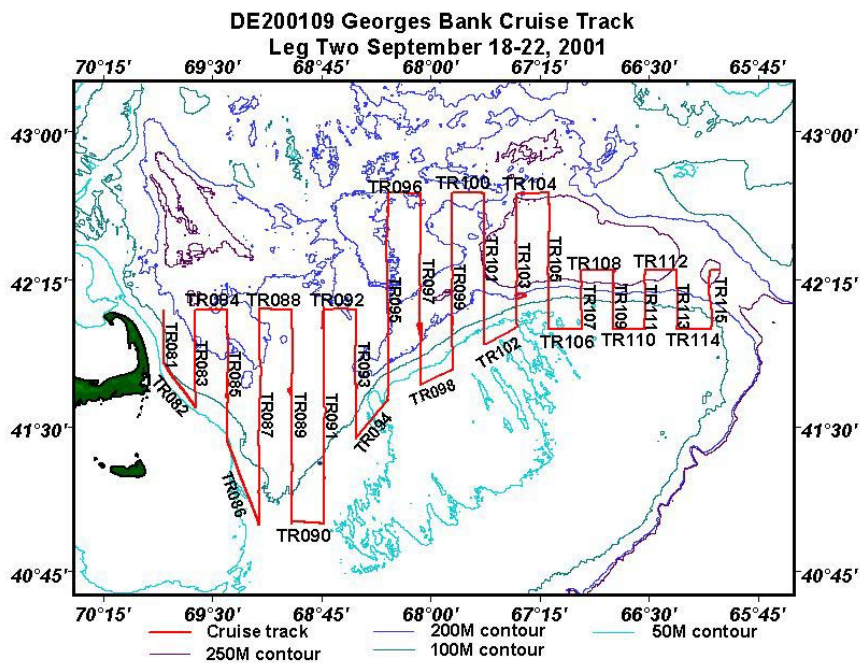 DE200109 Georges Bank Cruise Track
Leg Two September 18-22, 2001
70°15' 69°30' 68°45' 68°00' 67°15' 66°30' 65°45'
43°00' 43°00'
TR096 TR100 TR104
TR108 TR112
42°15' 42°15'
TR084 TR088 TR092
TR081 TR083 TR085 TR087 TR089 TR091 TR093 TR095 TR097 TR099 TR101 TR103 TR105 TR107 TR109 TR111 TR113 TR115
TR106 TR110 TR114
TR102
TR098
TR082
TR094
41°30' 41°30'
TR086
TR090
40°45' 40°45'
70°15' 69°30' 68°45' 68°00' 67°15' 66°30' 65°45'
Cruise track 200M contour 50M contour
250M contour 100M contour